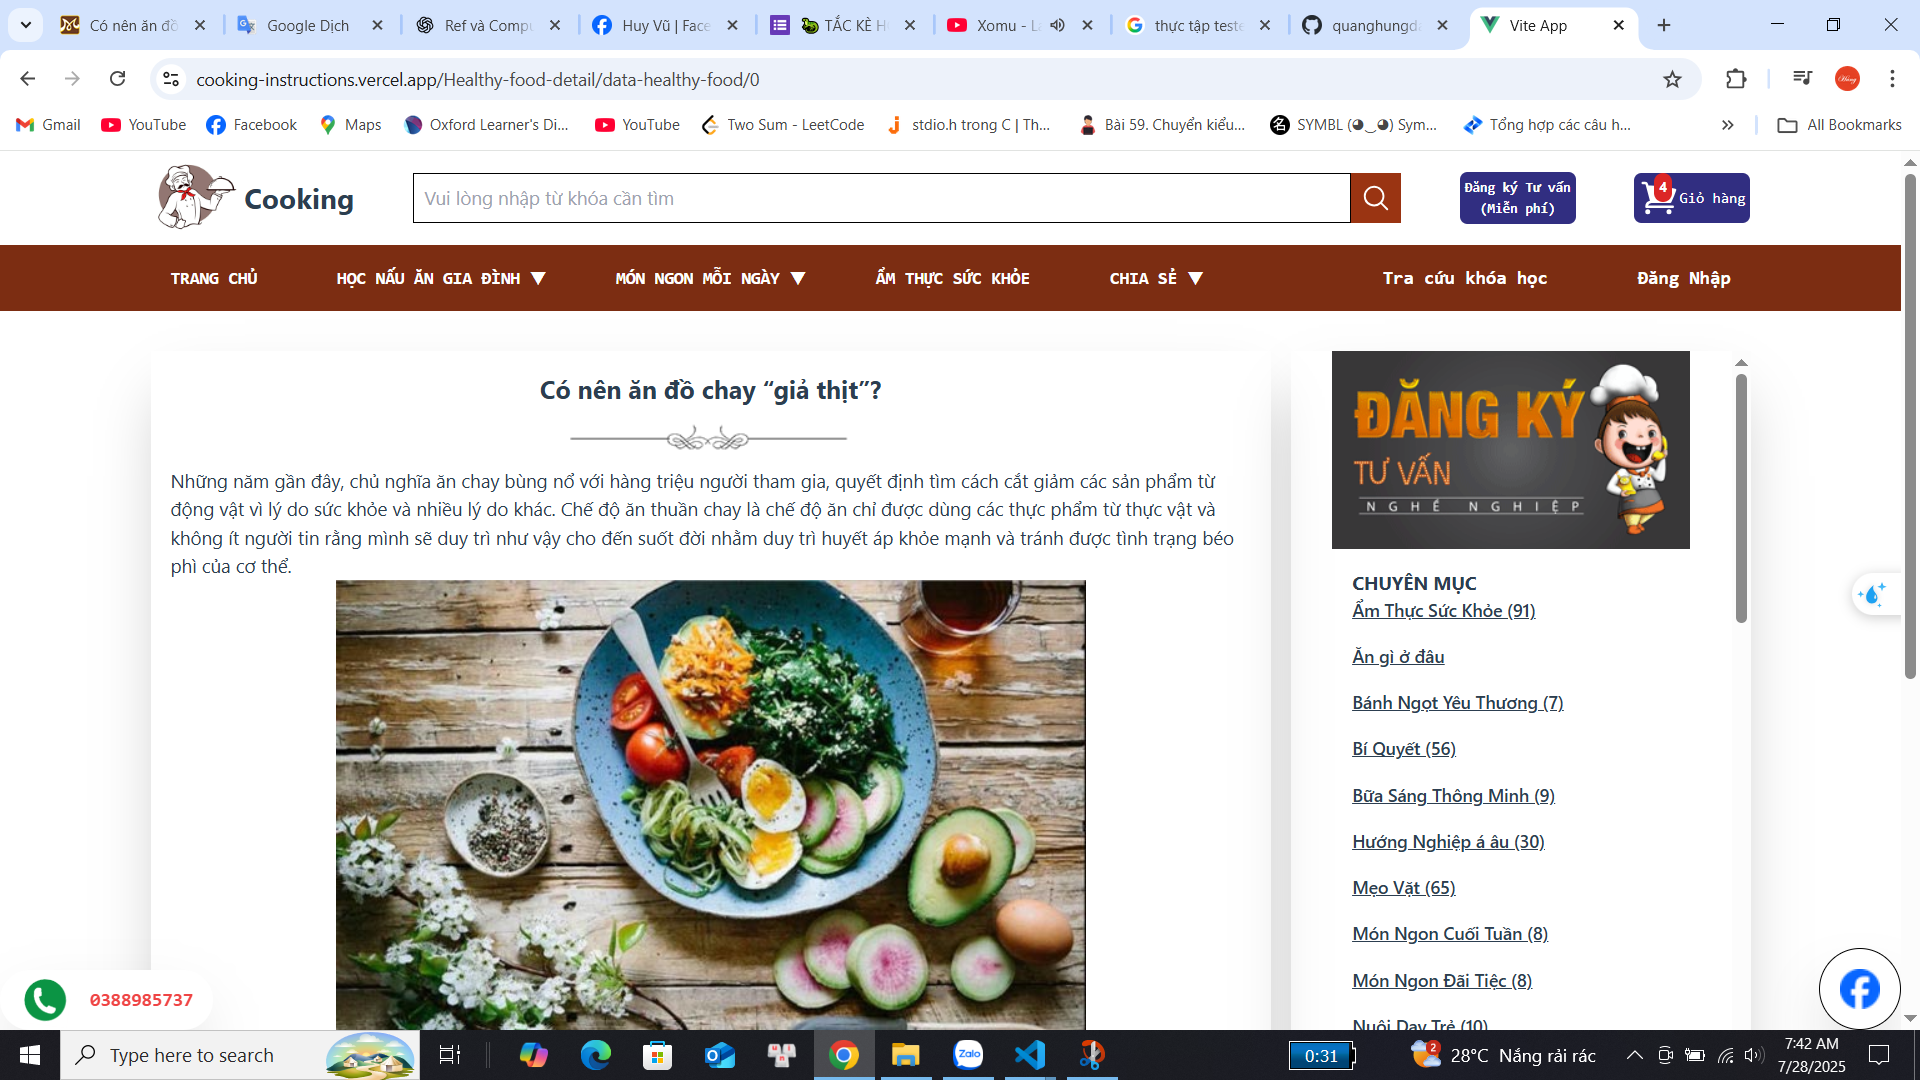 Có nên ăn đồ
Google Dịch
Ref và Compu
Huy Vũ | Face
TẮC KÈ H
Xomu - La
thực tập teste
quanghungda
Vite App
cooking-instructions.vercel.app/Healthy-food-detail/data-healthy-food/0
Gmail
YouTube
Facebook
Maps
Oxford Learner's Di...
YouTube
Two Sum - LeetCode
stdio.h trong C | Th...
Bài 59. Chuyển kiểu...
SYMBL (◕‿◕) Sym...
Tổng hợp các câu h...
All Bookmarks
Cooking
Vui lòng nhập từ khóa cần tìm
Đăng ký Tư vấn
(Miễn phí)
4
Giỏ hàng
TRANG CHỦ
HỌC NẤU ĂN GIA ĐÌNH ▼
MÓN NGON MỖI NGÀY ▼
ẨM THỰC SỨC KHỎE
CHIA SẺ ▼
Tra cứu khóa học
Đăng Nhập
Có nên ăn đồ chay “giả thịt”?
Những năm gần đây, chủ nghĩa ăn chay bùng nổ với hàng triệu người tham gia, quyết định tìm cách cắt giảm các sản phẩm từ
động vật vì lý do sức khỏe và nhiều lý do khác. Chế độ ăn thuần chay là chế độ ăn chỉ được dùng các thực phẩm từ thực vật và
không ít người tin rằng mình sẽ duy trì như vậy cho đến suốt đời nhằm duy trì huyết áp khỏe mạnh và tránh được tình trạng béo
phì của cơ thể.
ĐĂNG KÝ
TƯ VẤN
NGHỀ NGHIỆP
CHUYÊN MỤC
Ẩm Thực Sức Khỏe (91)
Ăn gì ở đâu
Bánh Ngọt Yêu Thương (7)
Bí Quyết (56)
Bữa Sáng Thông Minh (9)
Hướng Nghiệp á âu (30)
Mẹo Vặt (65)
Món Ngon Cuối Tuần (8)
Món Ngon Đãi Tiệc (8)
Nuôi Dạy Trẻ (10)
0388985737
Type here to search
Zalo
0:31
2
28°C Nắng rải rác
7:42 AM
7/28/2025